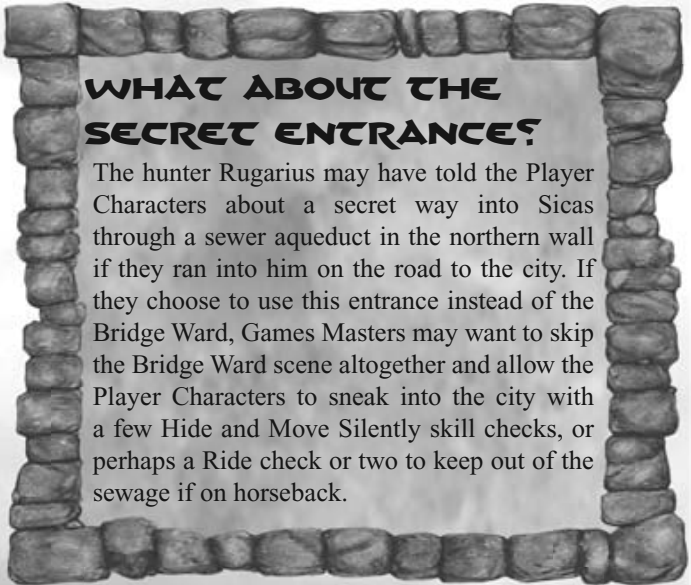 WHAT ABOUT THE
SECRET ENTRANCE?
The hunter Rugarius may have told the Player
Characters about a secret way into Sicas
through a sewer aqueduct in the northern wall
if they ran into him on the road to the city. If
they choose to use this entrance instead of the
Bridge Ward, Games Masters may want to skip
the Bridge Ward scene altogether and allow the
Player Characters to sneak into the city with
a few Hide and Move Silently skill checks, or
perhaps a Ride check or two to keep out of the
sewage if on horseback.